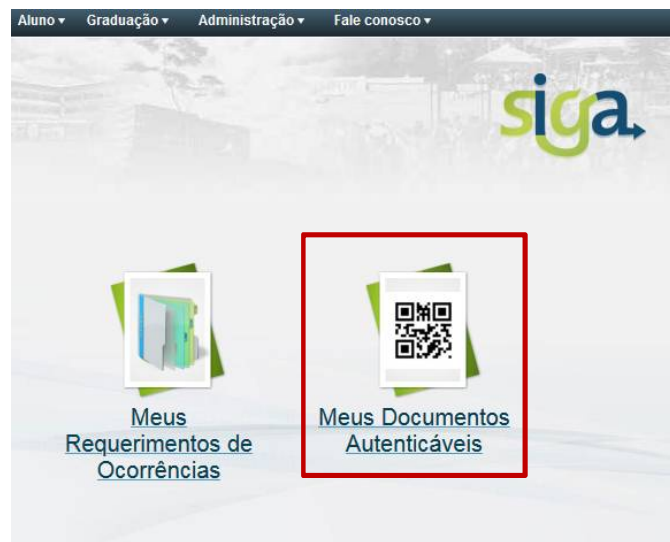 Aluno Graduação Administração Fale conosco
siga
Meus
Requerimentos de
Ocorrências
Meus Documentos
Autenticáveis